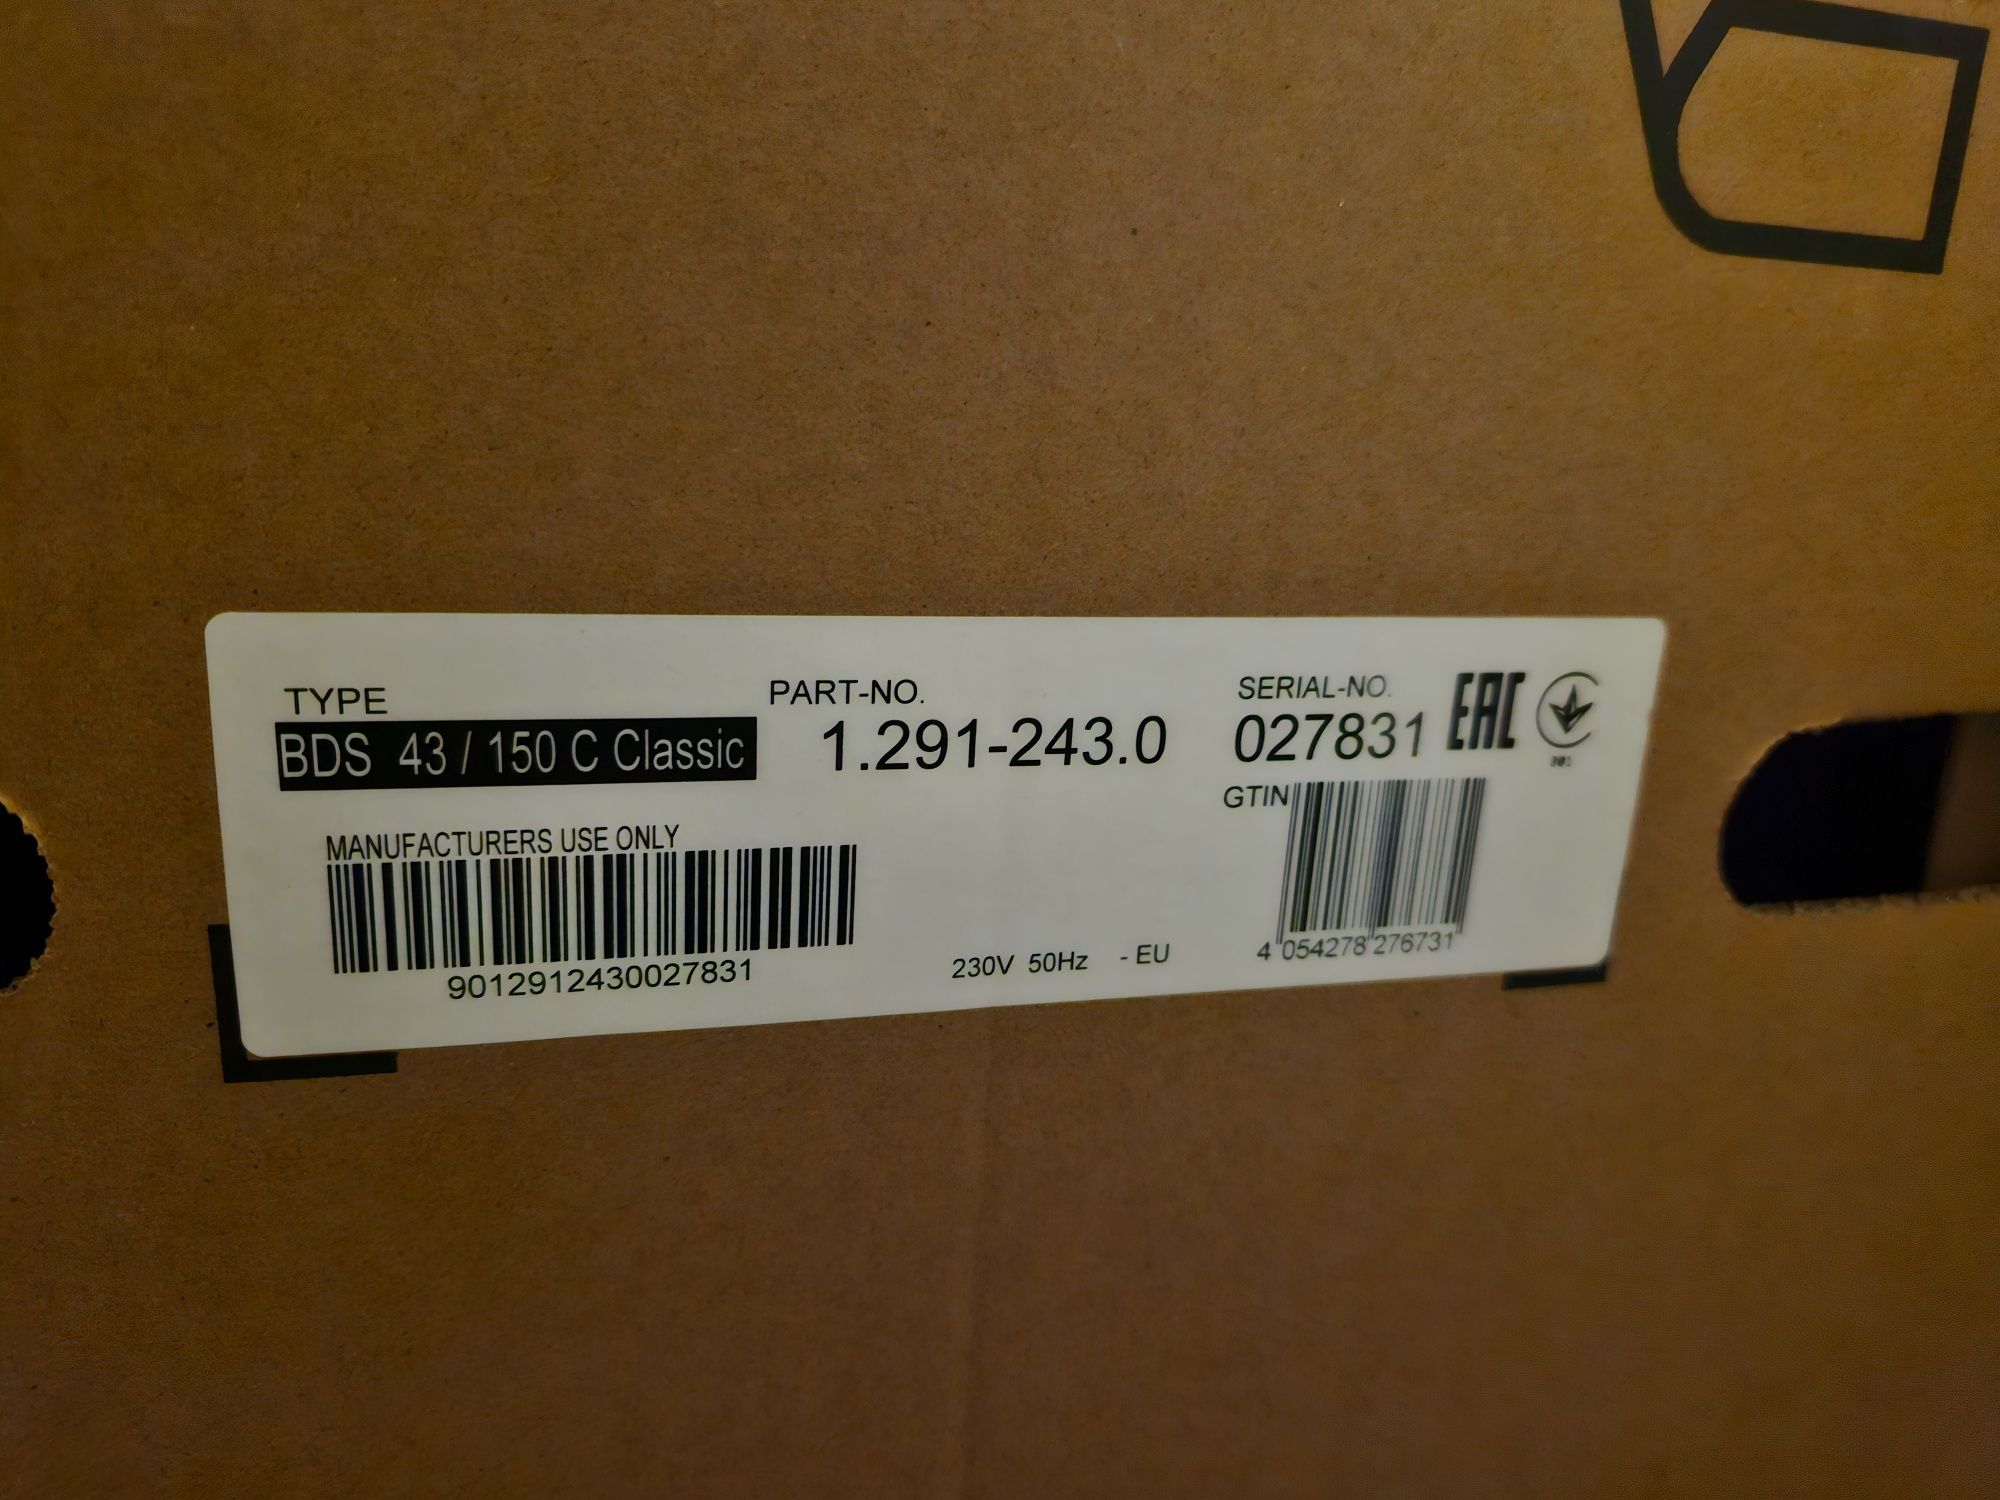 TYPE
BDS 43 / 150 C Classic
PART-NO.
1.291-243.0
SERIAL-NO.
027831
EAC
GTIN
4 054278 276731
MANUFACTURERS USE ONLY
9012912430027831
230V 50Hz - EU